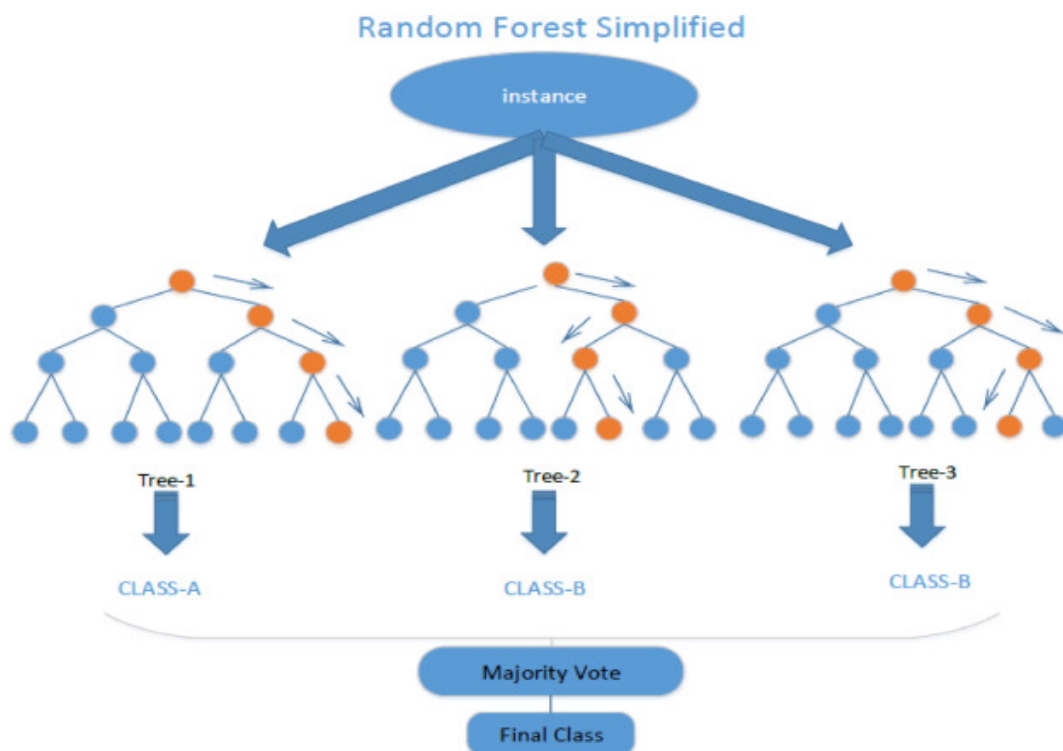 Random Forest Simplified
instance
Tree-1
Tree-2
Tree-3
CLASS-A
CLASS-B
CLASS-B
Majority Vote
Final Class